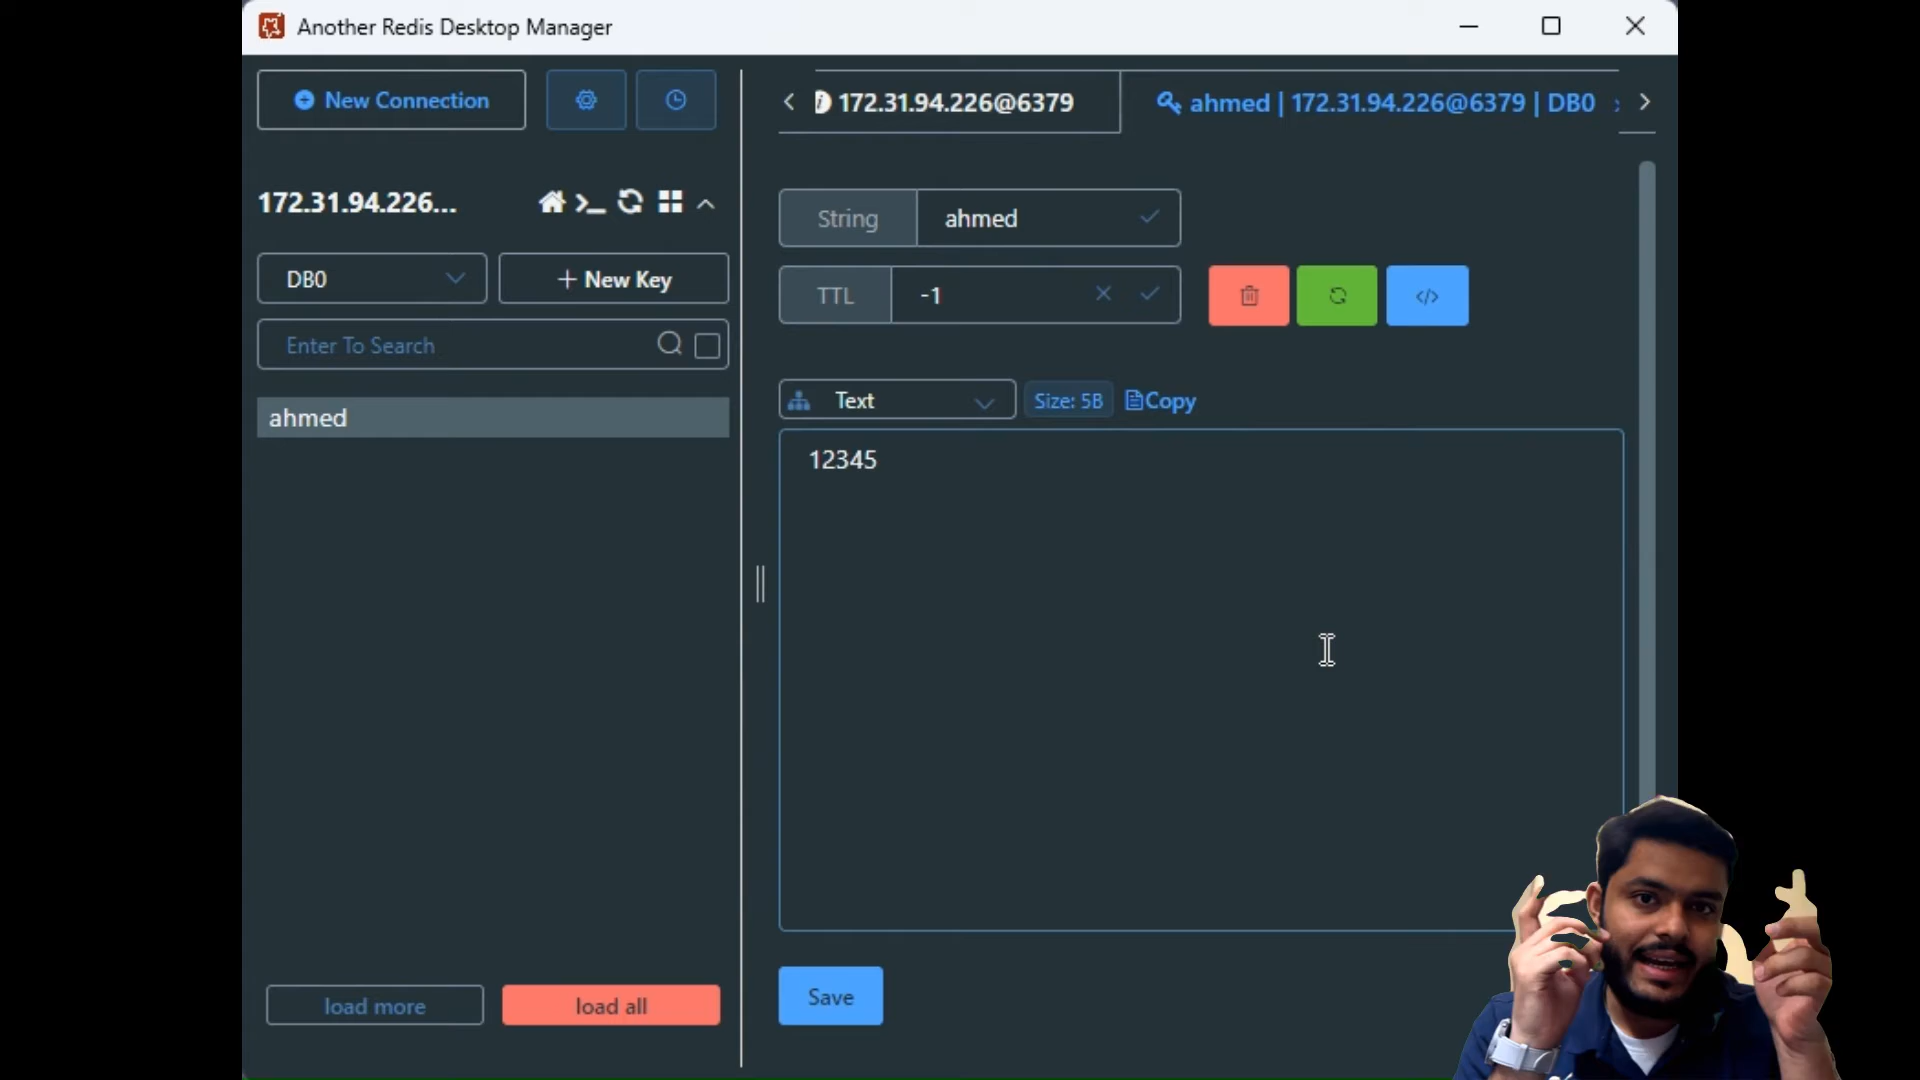 Another Redis Desktop Manager
New Connection
172.31.94.226...
DB0
+ New Key
Enter To Search
ahmed
load more
load all
172.31.94.226@6379
ahmed | 172.31.94.226@6379 | DB0
String
ahmed
TTL
-1
Text
Size: 5B
Copy
12345
Save